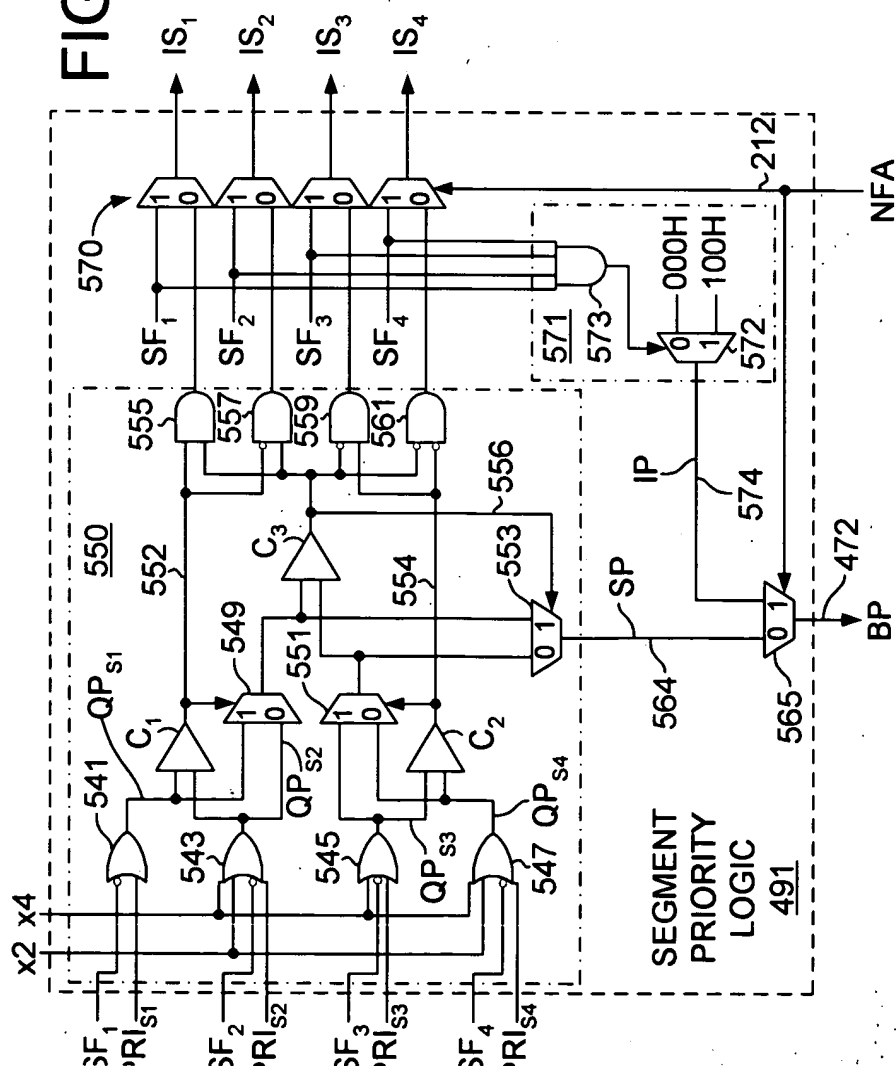 FIG
IS1
IS2
IS3
IS4
570
SF1
SF2
SF3
SF4
212
NFA
000H
100H
0
1
571
573
572
IP
574
550
552
555
557
559
561
C3
556
554
553
SP
564
0 1
549
551
QPS1
C1
QPS2
541
543
545
547
QPS3
C2
QPS4
x2 x4
SF1
PRIS1
SF2
PRIS2
SF3
PRIS3
SF4
PRIS4
1
0
1
0
1
0
1
0
1
0
1
0
0 1
565
472
BP
SEGMENT
PRIORITY
LOGIC
491